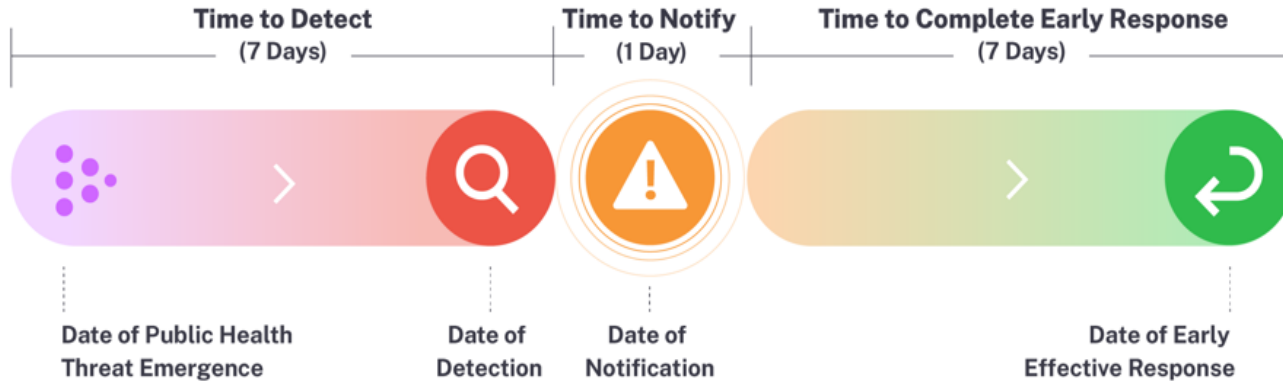 Time to Detect
(7 Days)
Time to Notify
(1 Day)
Time to Complete Early Response
(7 Days)
Date of Public Health
Threat Emergence
Date of
Detection
Date of
Notification
Date of Early
Effective Response